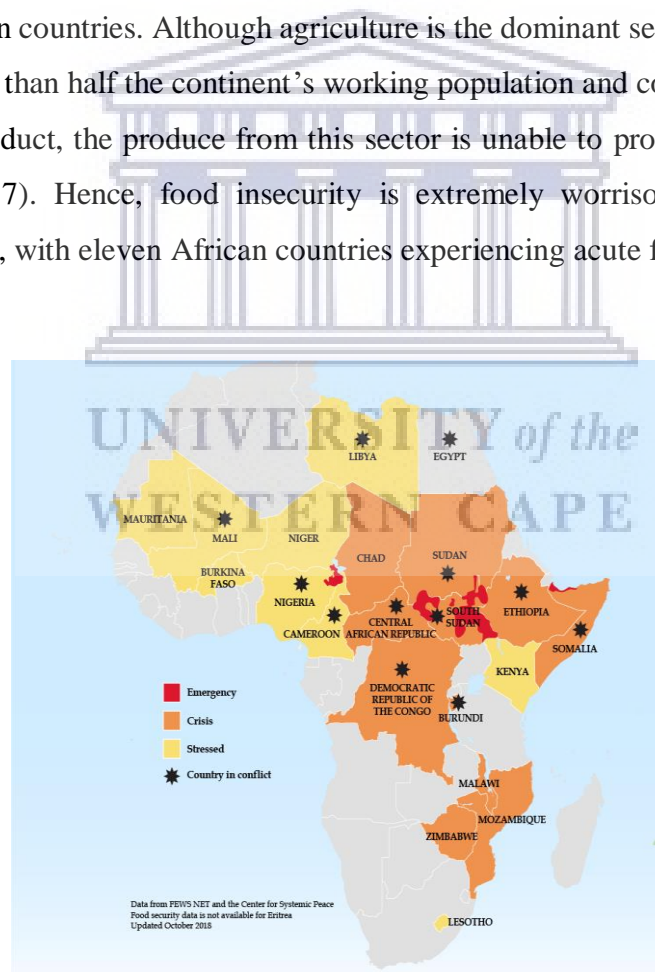 n countries. Although agriculture is the dominant se
than half the continent's working population and co
duct, the produce from this sector is unable to pro
7). Hence, food insecurity is extremely worriso
, with eleven African countries experiencing acute f
UNIVERSITY of the
WESTERN CAPE
LIBYA
EGYPT
MAURITANIA
MALI
NIGER
CHAD
SUDAN
BURKINA
FASO
NIGERIA
CAMEROON
CENTRAL
AFRICAN REPUBLIC
SOUTH
SUDAN
ETHIOPIA
SOMALIA
KENYA
DEMOCRATIC
REPUBLIC OF
THE CONGO
BURUNDI
Emergency
Crisis
Stressed
Country in conflict
MALAWI
MOZAMBIQUE
ZIMBABWE
LESOTHO
Data from FEWS NET and the Center for Systemic Peace
Food security data is not available for Eritrea
Updated October 2018